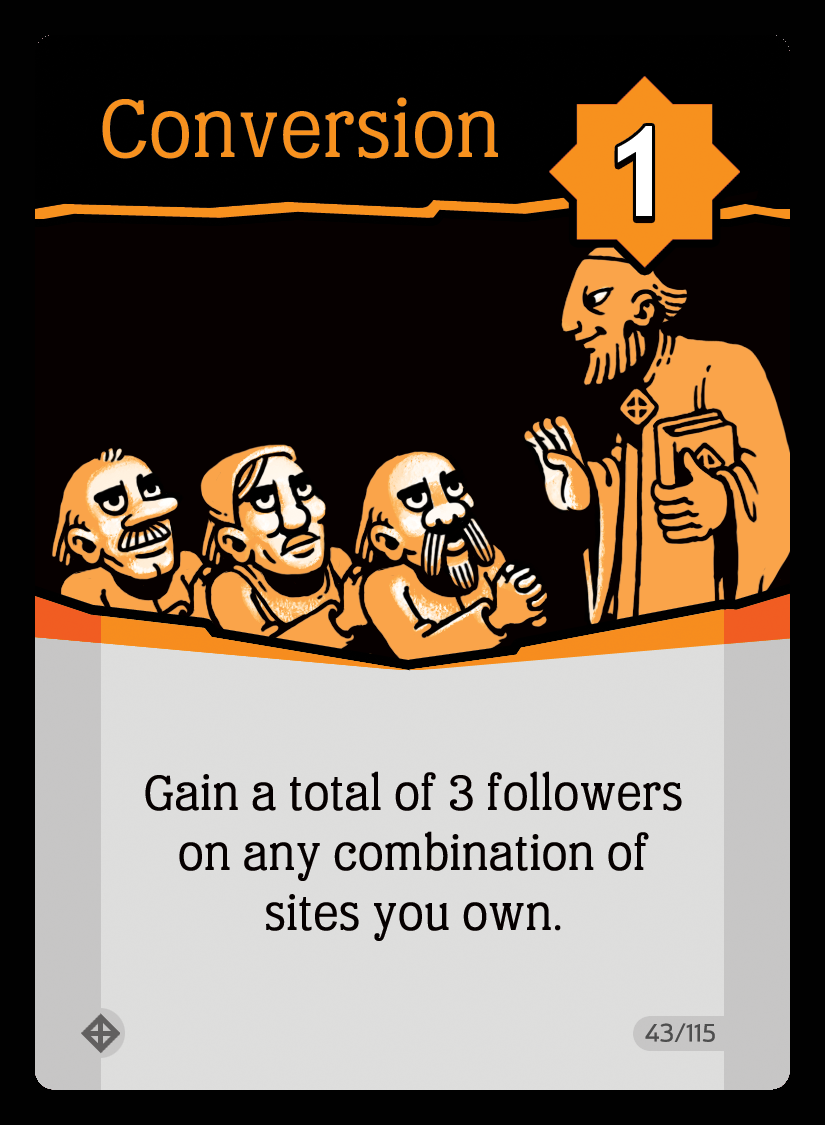 Conversion
1
Gain a total of 3 followers
on any combination of
sites you own.
43/115